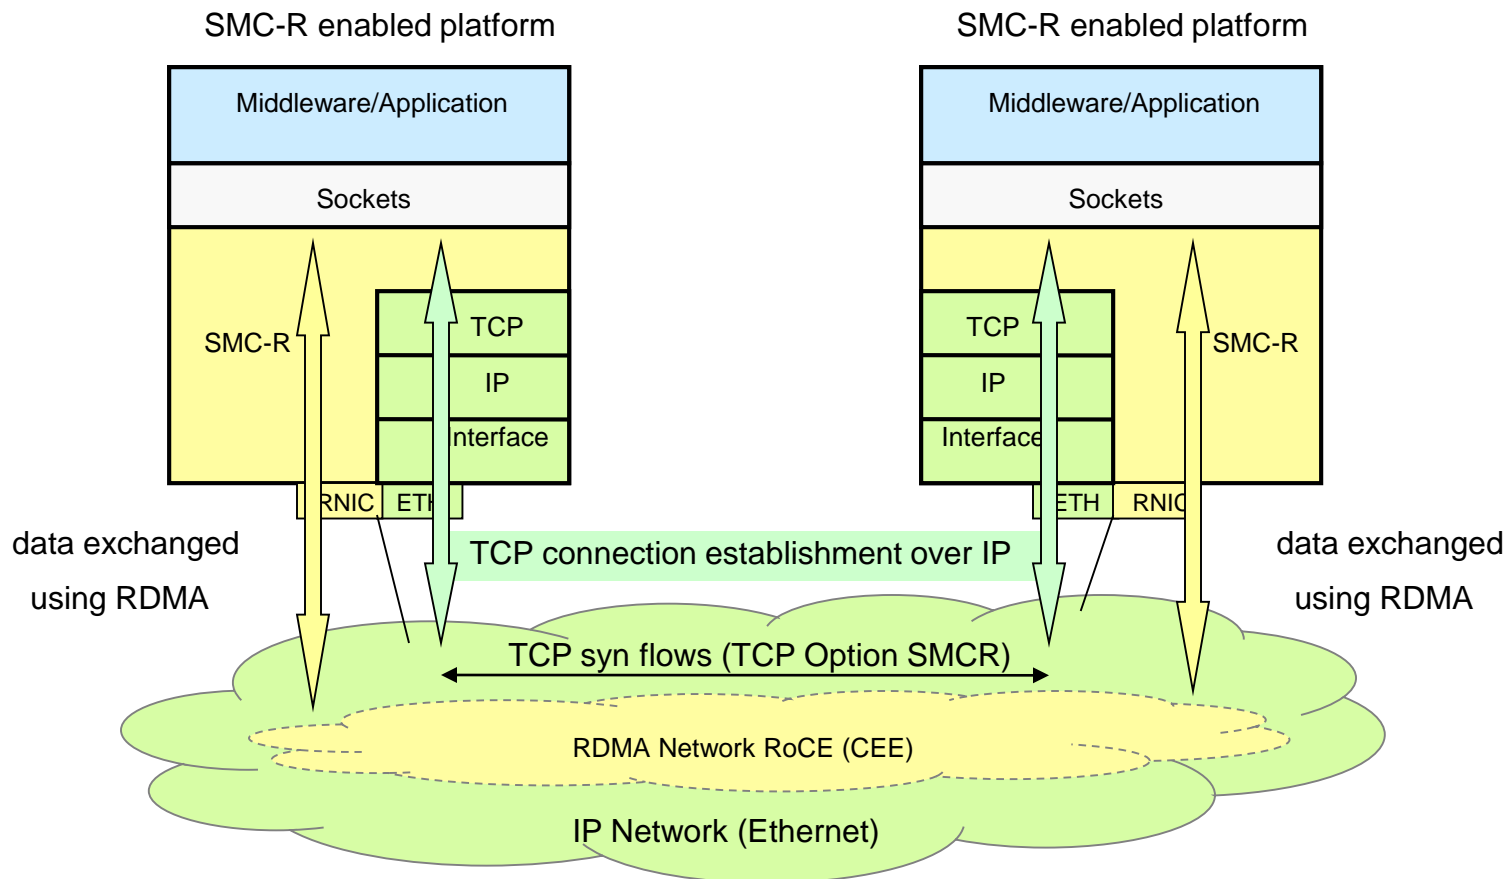 SMC-R enabled platform
SMC-R enabled platform
Middleware/Application
Middleware/Application
Sockets
Sockets
TCP
TCP
SMC-R
SMC-R
IP
IP
Interface
Interface
RNIC
ETH
ETH
RNIC
data exchanged
using RDMA
TCP connection establishment over IP
data exchanged
using RDMA
TCP syn flows (TCP Option SMCR)
RDMA Network RoCE (CEE)
IP Network (Ethernet)